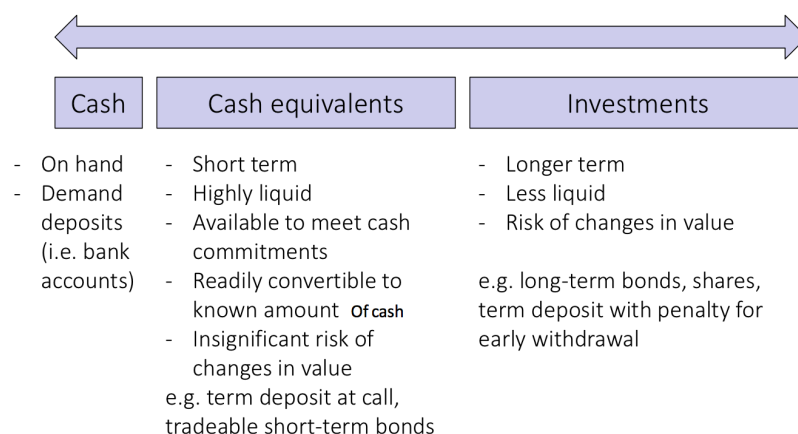 Cash
- On hand
- Demand
deposits
(i.e. bank
accounts)
Cash equivalents
- Short term
- Highly liquid
- Available to meet cash
commitments
- Readily convertible to
known amount Of cash
- Insignificant risk of
changes in value
e.g. term deposit at call,
tradeable short-term bonds
Investments
- Longer term
- Less liquid
- Risk of changes in value
e.g. long-term bonds, shares,
term deposit with penalty for
early withdrawal